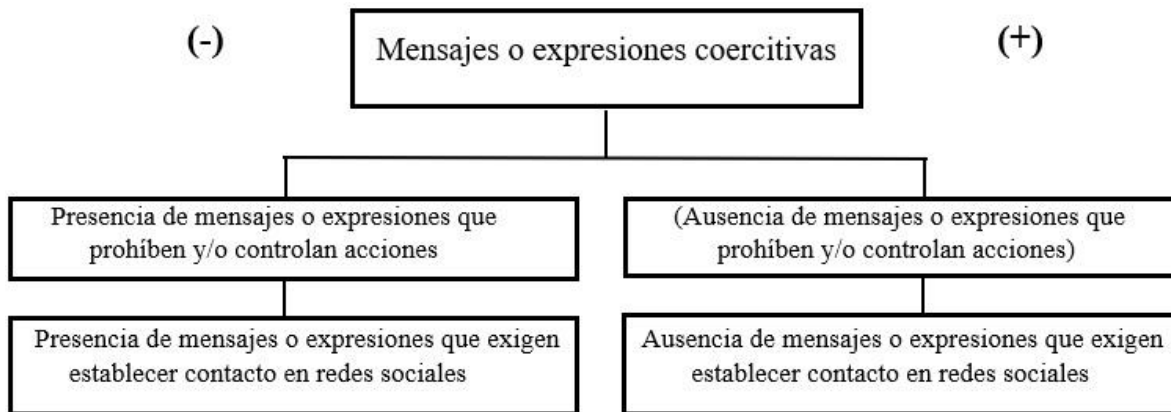 (-)
Mensajes o expresiones coercitivas
(+)
Presencia de mensajes o expresiones que
prohíben y/o controlan acciones
(Ausencia de mensajes o expresiones que
prohíben y/o controlan acciones)
Presencia de mensajes o expresiones que exigen
establecer contacto en redes sociales
Ausencia de mensajes o expresiones que exigen
establecer contacto en redes sociales